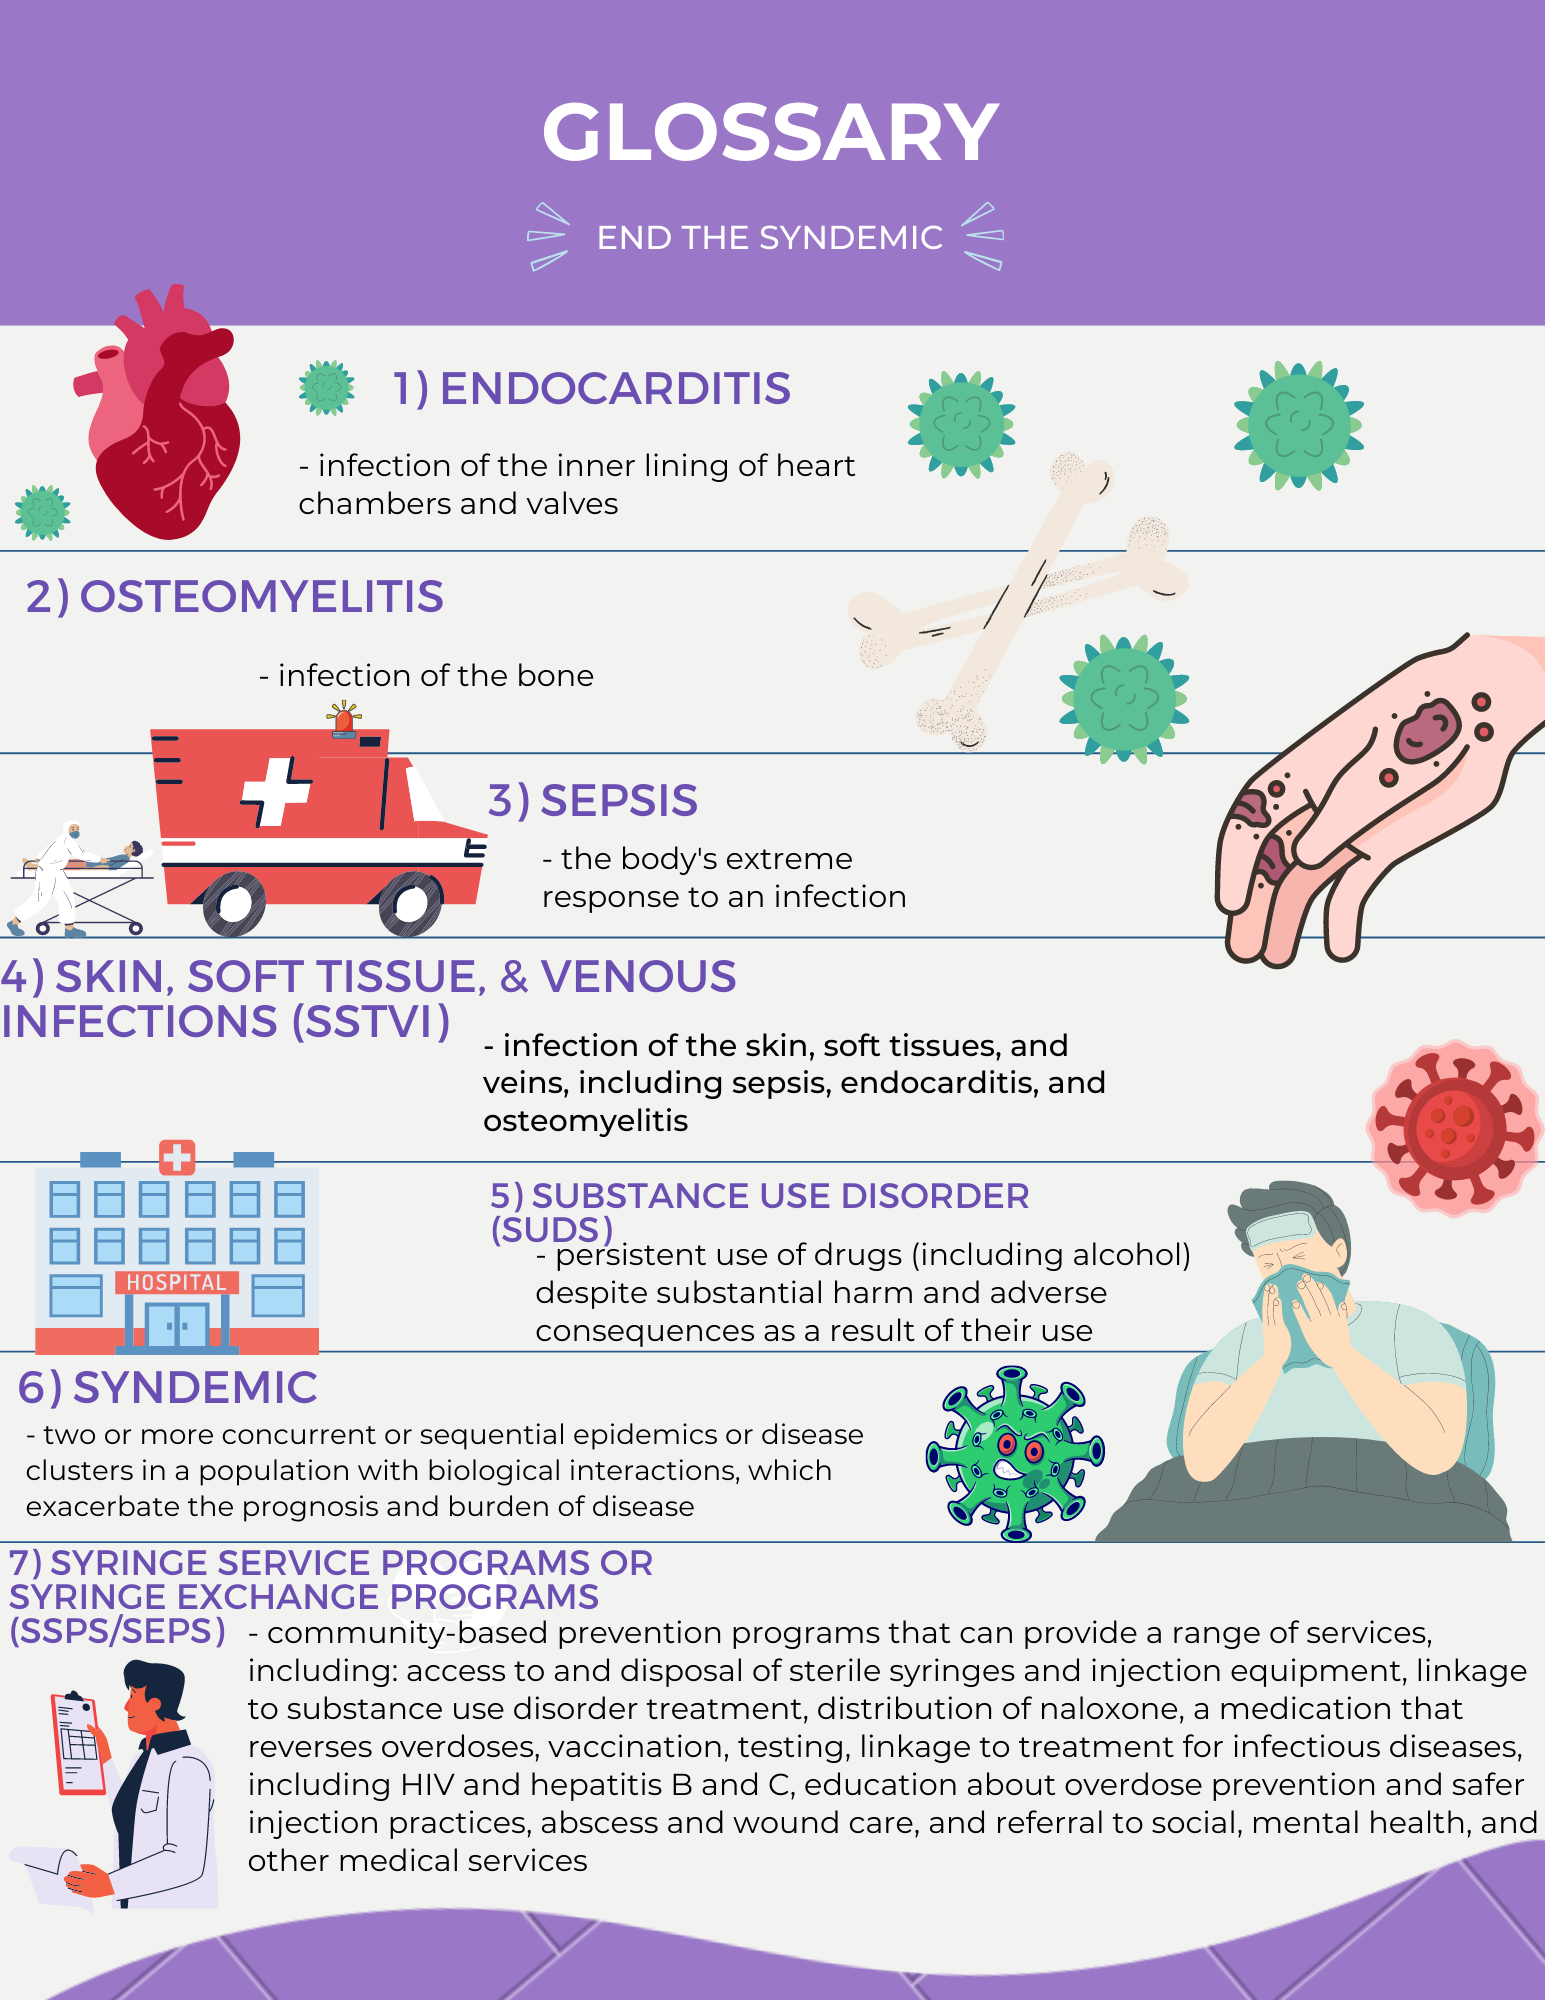 GLOSSARY
END THE SYNDEMIC
1) ENDOCARDITIS
- infection of the inner lining of heart
chambers and valves
2) OSTEOMYELITIS
- infection of the bone
3) SEPSIS
- the body's extreme
response to an infection
4) SKIN, SOFT TISSUE, & VENOUS
INFECTIONS (SSTVI)
- infection of the skin, soft tissues, and
veins, including sepsis, endocarditis, and
osteomyelitis
HOSPITAL
5) SUBSTANCE USE DISORDER
(SUDS)
- persistent use of drugs (including alcohol)
despite substantial harm and adverse
consequences as a result of their use
6) SYNDEMIC
- two or more concurrent or sequential epidemics or disease
clusters in a population with biological interactions, which
exacerbate the prognosis and burden of disease
7) SYRINGE SERVICE PROGRAMS OR
SYRINGE EXCHANGE PROGRAMS
(SSPS/SEPS)
- community-based prevention programs that can provide a range of services,
including: access to and disposal of sterile syringes and injection equipment, linkage
to substance use disorder treatment, distribution of naloxone, a medication that
reverses overdoses, vaccination, testing, linkage to treatment for infectious diseases,
including HIV and hepatitis B and C, education about overdose prevention and safer
injection practices, abscess and wound care, and referral to social, mental health, and
other medical services